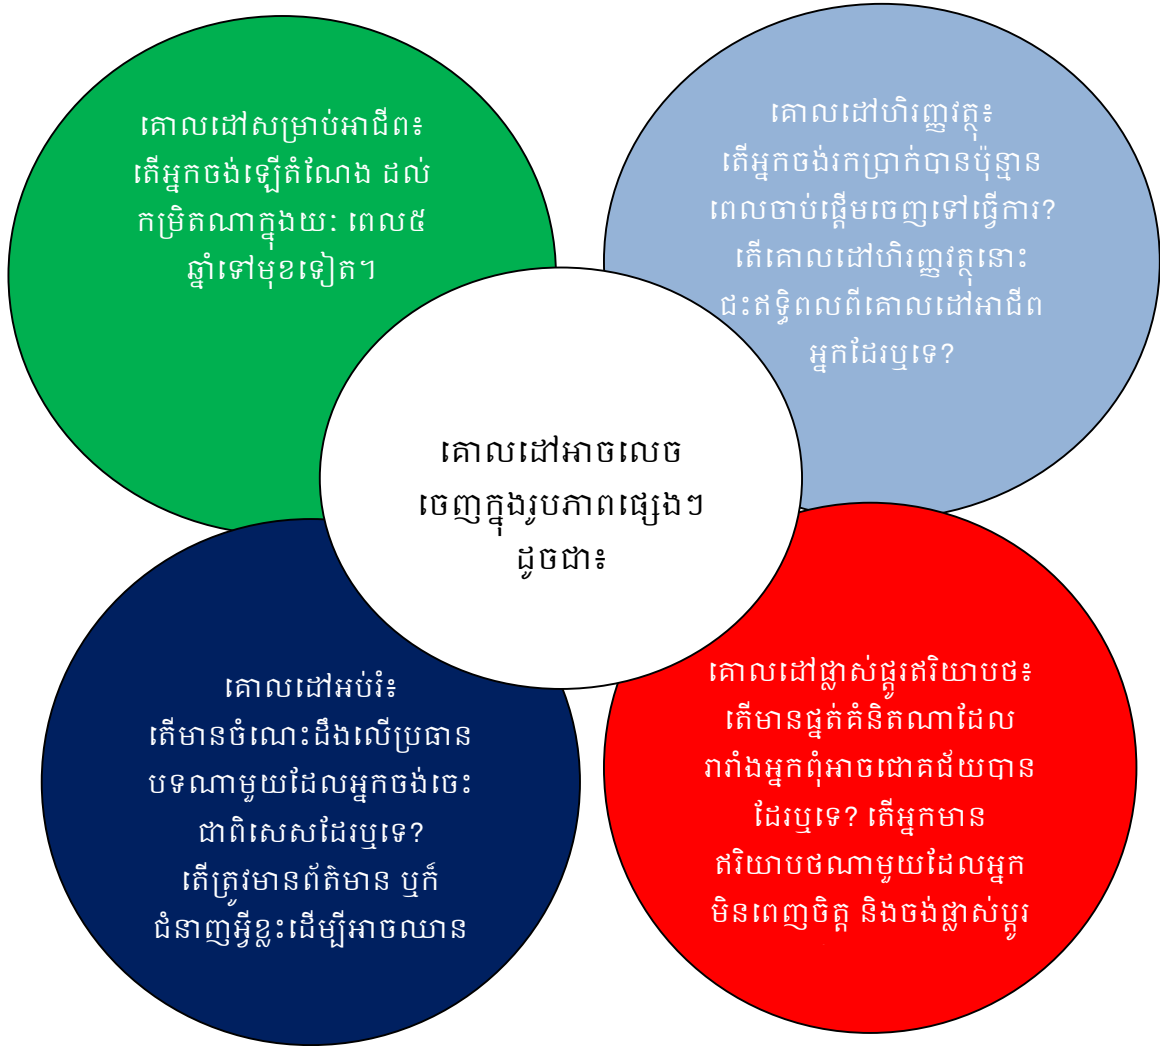 គោលដៅសម្រាប់អាជីព៖
តើអ្នកចង់ឡើតំណែង ដល់
កម្រិតណាក្នុងយៈ ពេល៥
ឆ្នាំទៅមុខទៀត។
គោលដៅហិរញ្ញវត្ថុ៖
តើអ្នកចង់រកប្រាក់បានប៉ុន្មាន
ពេលចាប់ផ្តើមចេញទៅធ្វើការ?
តើគោលដៅហិរញ្ញវត្ថុនោះ
ជះឥទ្ធិពលពីគោលដៅអាជីព
អ្នកដែរឬទេ?
គោលដៅអាចលេច
ចេញក្នុងរូបភាពផ្សេងៗ
ដូចជា៖
គោលដៅអប់រំ៖
តើមានចំណេះដឹងលើប្រធាន
បទណាមួយដែលអ្នកចង់ចេះ
ជាពិសេសដែរឬទេ?
តើត្រូវមានព័ត៌មាន ឬក៏
ជំនាញអ្វីខ្លះដើម្បីអាចឈាន
គោលដៅផ្លាស់ប្តូរឥរិយាបថ៖
តើមានផ្នត់គំនិតណាដែល
រារាំងអ្នកពុំអាចជោគជ័យបាន
ដែរឬទេ? តើអ្នកមាន
ឥរិយាបថណាមួយដែលអ្នក
មិនពេញចិត្ត និងចង់ផ្លាស់ប្តូរ